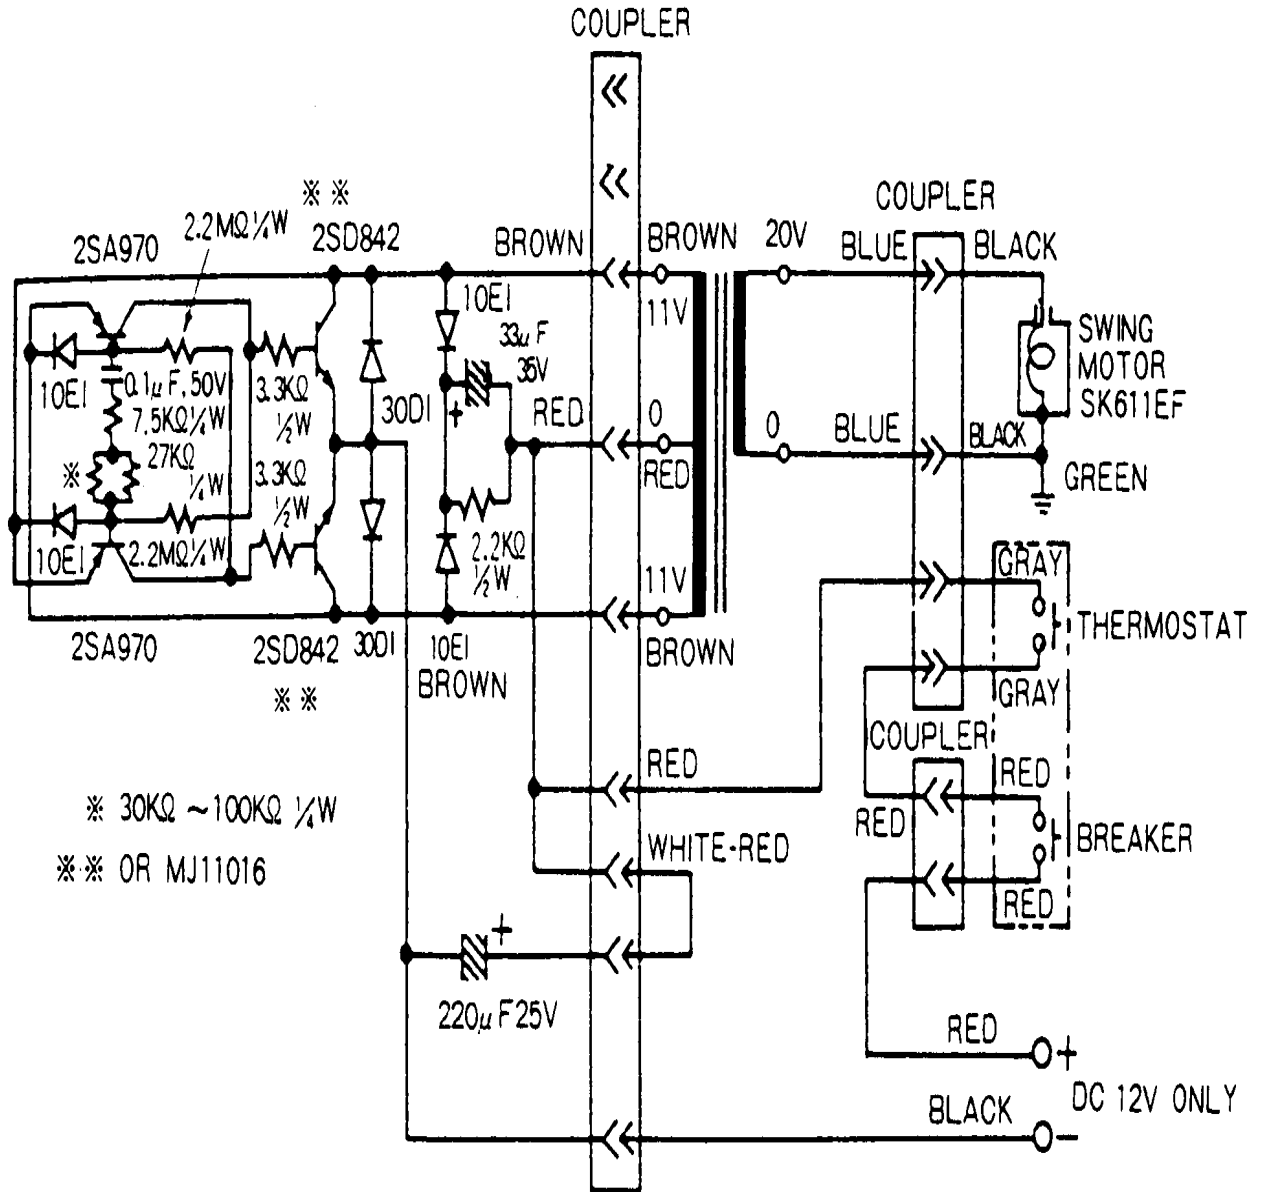 COUPLER
※ ※
2.2MΩ¼W
2SA970
2SD842
BROWN
BROWN
20V
COUPLER
BLUE
BLACK
10E1
11V
33μF
35V
SWING
MOTOR
SK611EF
10E1
0.1μF,50V
7.5KΩ¼W
3.3KΩ
½W
30D1
+
RED
0
0
BLUE
BLACK
※
27KΩ
¼W
3.3KΩ
½W
RED
GREEN
10E1
2.2MΩ¼W
2.2KΩ
½W
11V
GRAY
THERMOSTAT
2SA970
2SD842
30D1
10E1
BROWN
BROWN
GRAY
※ ※
COUPLER
RED
RED
※ 30KΩ ~100KΩ ¼W
RED
BREAKER
WHITE-RED
※※ OR MJ11016
RED
+
220μF25V
RED
+
DC 12V ONLY
BLACK
−